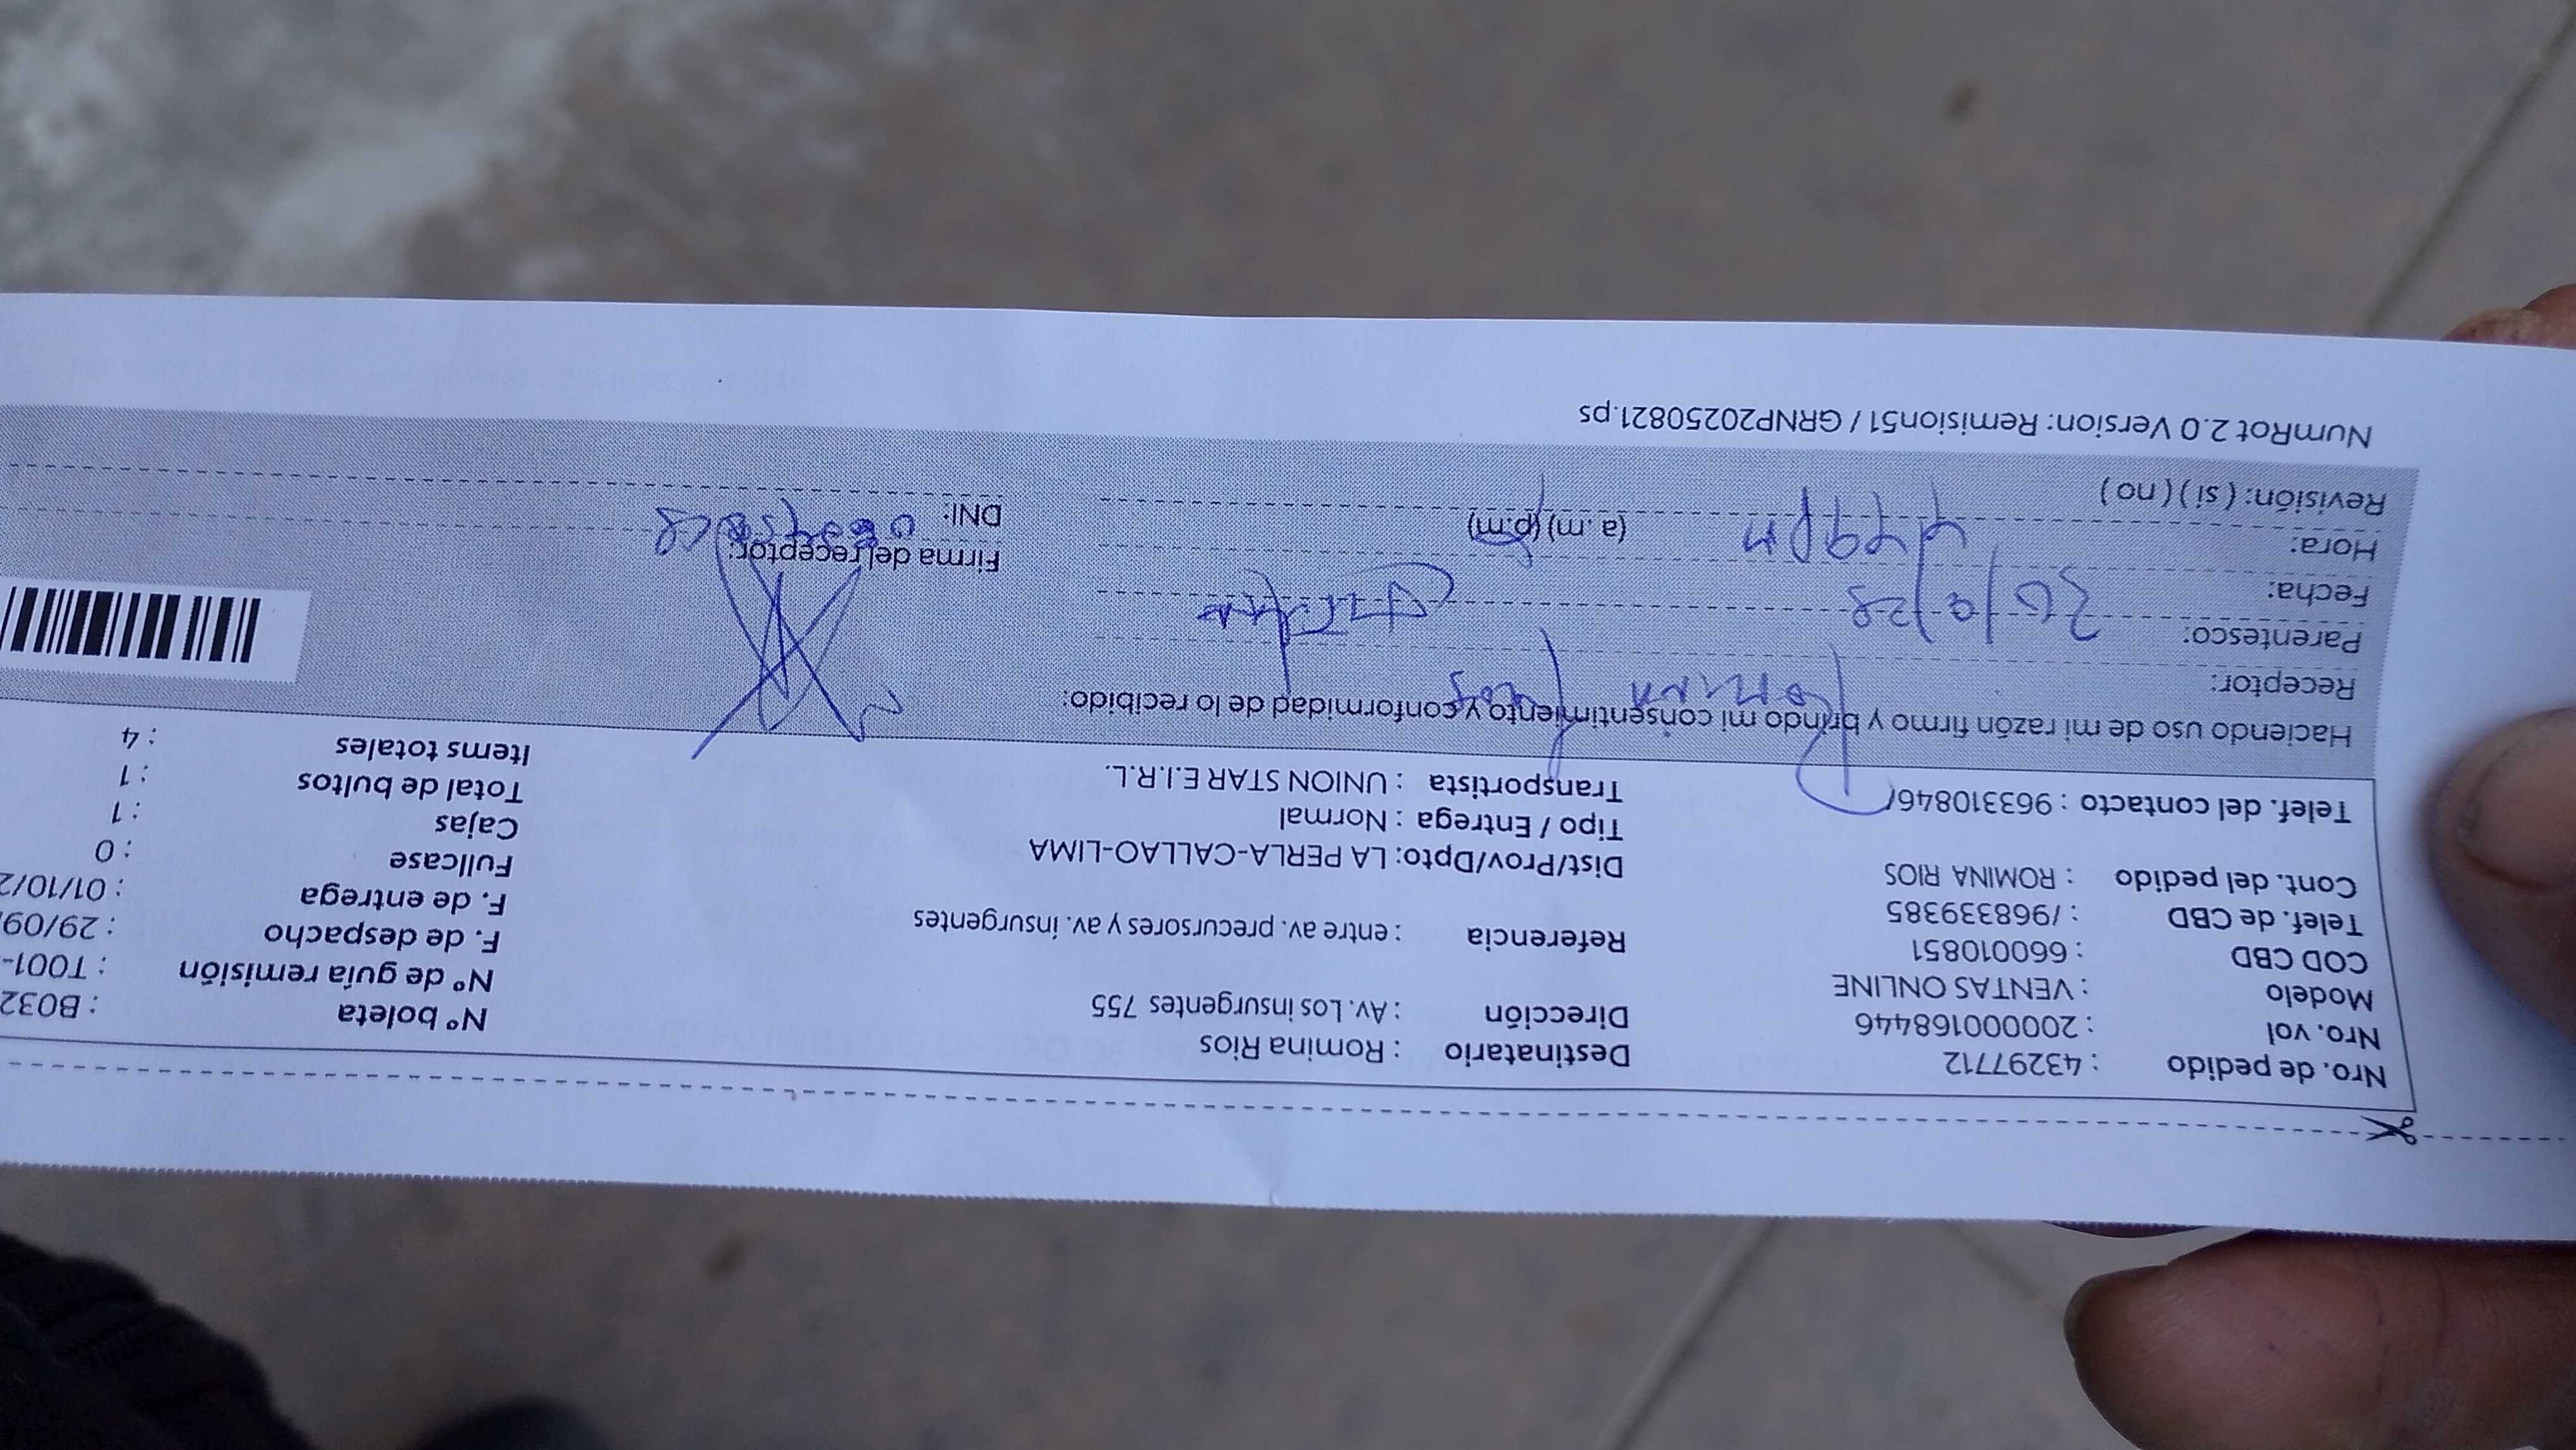 Nro. de pedido : 43297712 Destinatario : Romina Rios Nº boleta : B032
Nro. vol : 200000168446 Dirección : Av. Los insurgentes 755 Nº de guía remisión : T001-
Modelo : VENTAS ONLINE F. de despacho : 29/09/
COD CBD : 660010851 Referencia : entre av. precursores y av. insurgentes F. de entrega : 01/10/2
Telef. de CBD : /968339385 Fullcase : 0
Cont. del pedido : ROMINA RIOS Dist/Prov/Dpto: LA PERLA-CALLAO-LIMA Cajas : 1
Tipo / Entrega : Normal Total de bultos : 1
Telef. del contacto : 963310846/ Transportista : UNION STAR E.I.R.L. Items totales : 4
Haciendo uso de mi razón firmo y brindo mi consentimiento y conformidad de lo recibido:
Receptor: Romina
Parentesco:
Fecha:
Hora: (a.m) (p.m) Firma del receptor:
Revisión: ( si ) ( no ) DNI:
NumRot 2.0 Version: Remision51 / GRNP20250821.ps